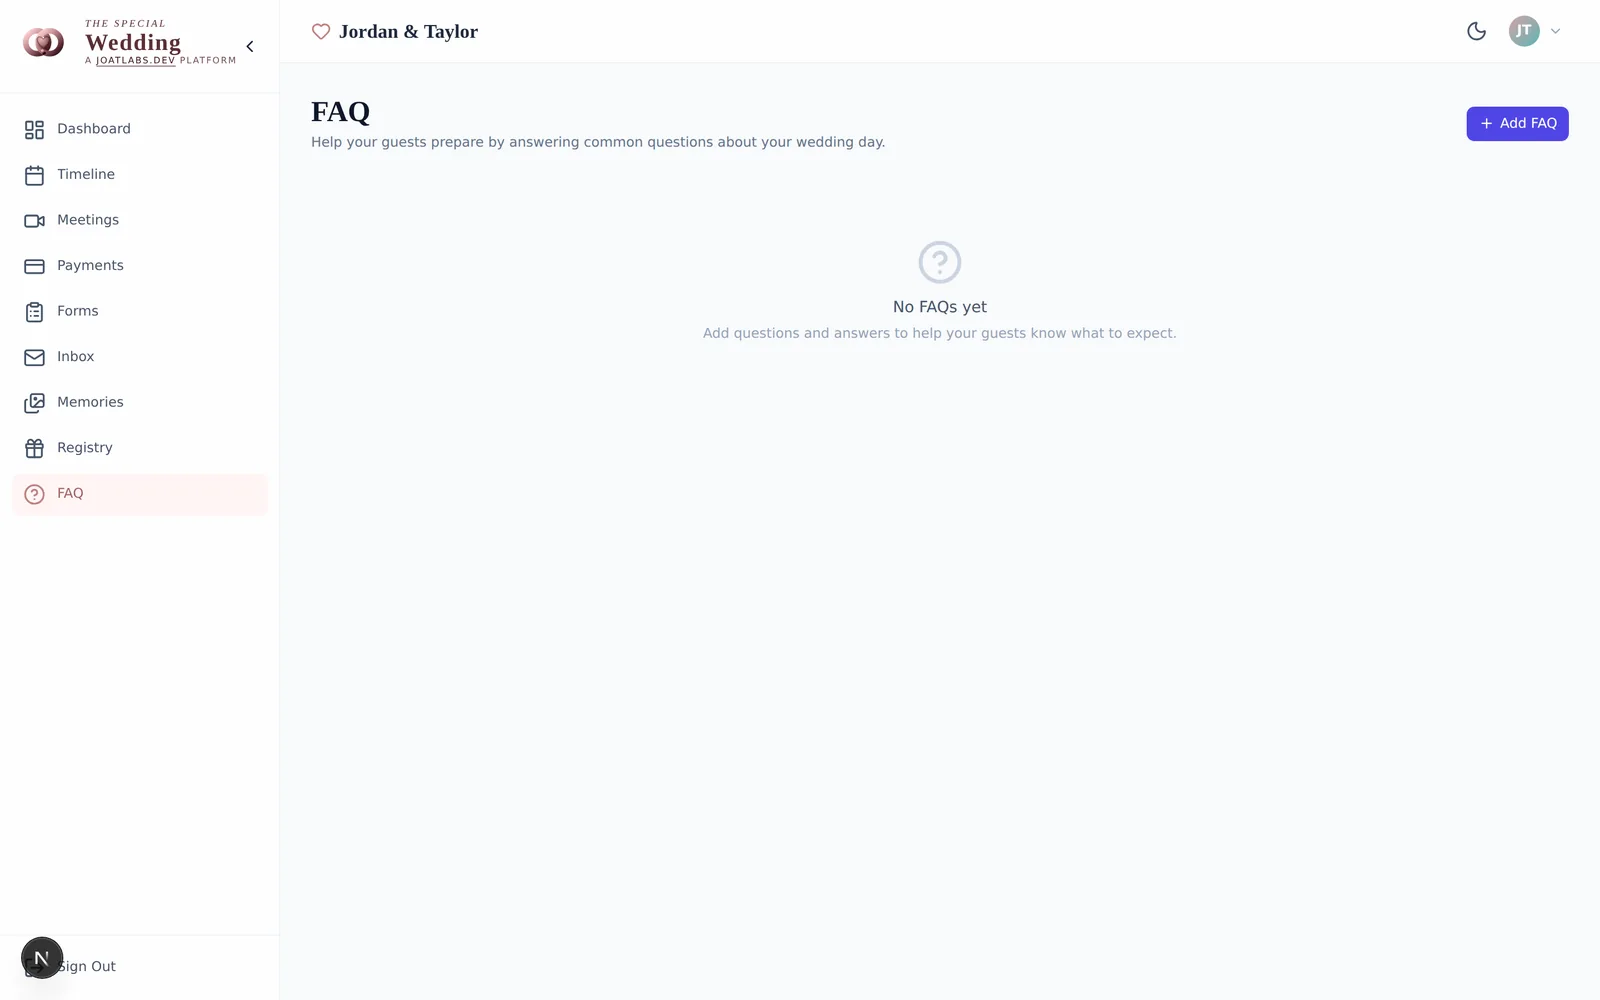 THE SPECIAL
Wedding
A JOATLABS.DEV PLATFORM
Jordan & Taylor
JT
Dashboard
Timeline
Meetings
Payments
Forms
Inbox
Memories
Registry
FAQ
N
Sign Out
FAQ
Help your guests prepare by answering common questions about your wedding day.
+ Add FAQ
No FAQs yet
Add questions and answers to help your guests know what to expect.